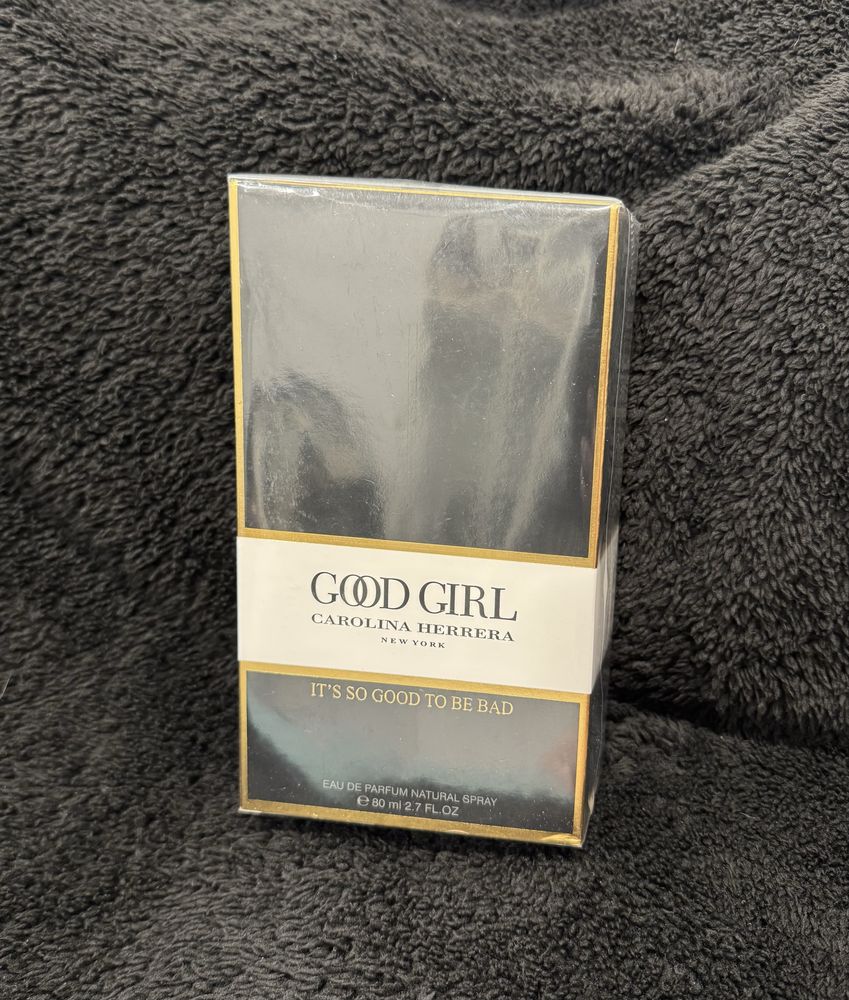 GOOD GIRL
CAROLINA HERRERA
NEW YORK
IT'S SO GOOD TO BE BAD
EAU DE PARFUM NATURAL SPRAY
℮ 80 ml 2.7 FL.OZ